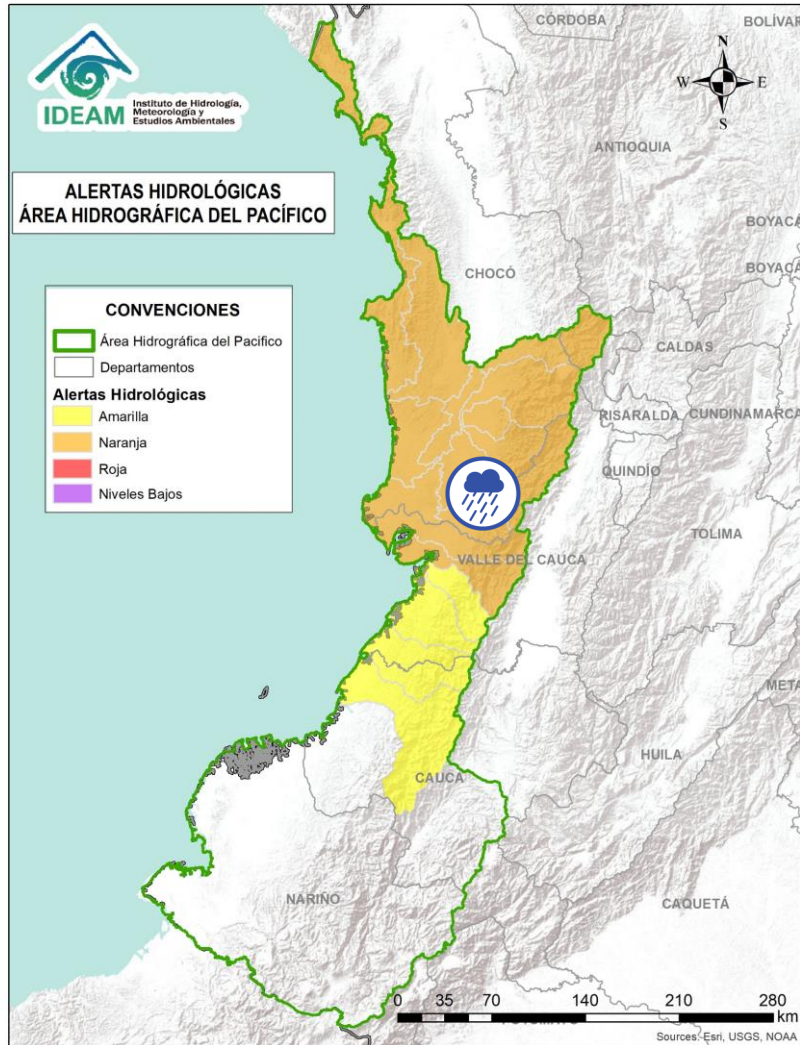 IDEAM
Instituto de Hidrología,
Meteorología y
Estudios Ambientales
ALERTAS HIDROLÓGICAS
ÁREA HIDROGRÁFICA DEL PACÍFICO
CONVENCIONES
Área Hidrográfica del Pacifico
Departamentos
Alertas Hidrológicas
Amarilla
Naranja
Roja
Niveles Bajos
N
W
E
S
CÓRDOBA
BOLÍVAR
ANTIOQUIA
BOYACÁ
BOYACÁ
CHOCÓ
CALDAS
RISARALDA
CUNDINAMARCA
QUINDÍO
TOLIMA
VALLE DEL CAUCA
META
HUILA
CAUCA
NARIÑO
CAQUETÁ
0 35 70 140 210 280
km
Sources: Esri, USGS, NOAA